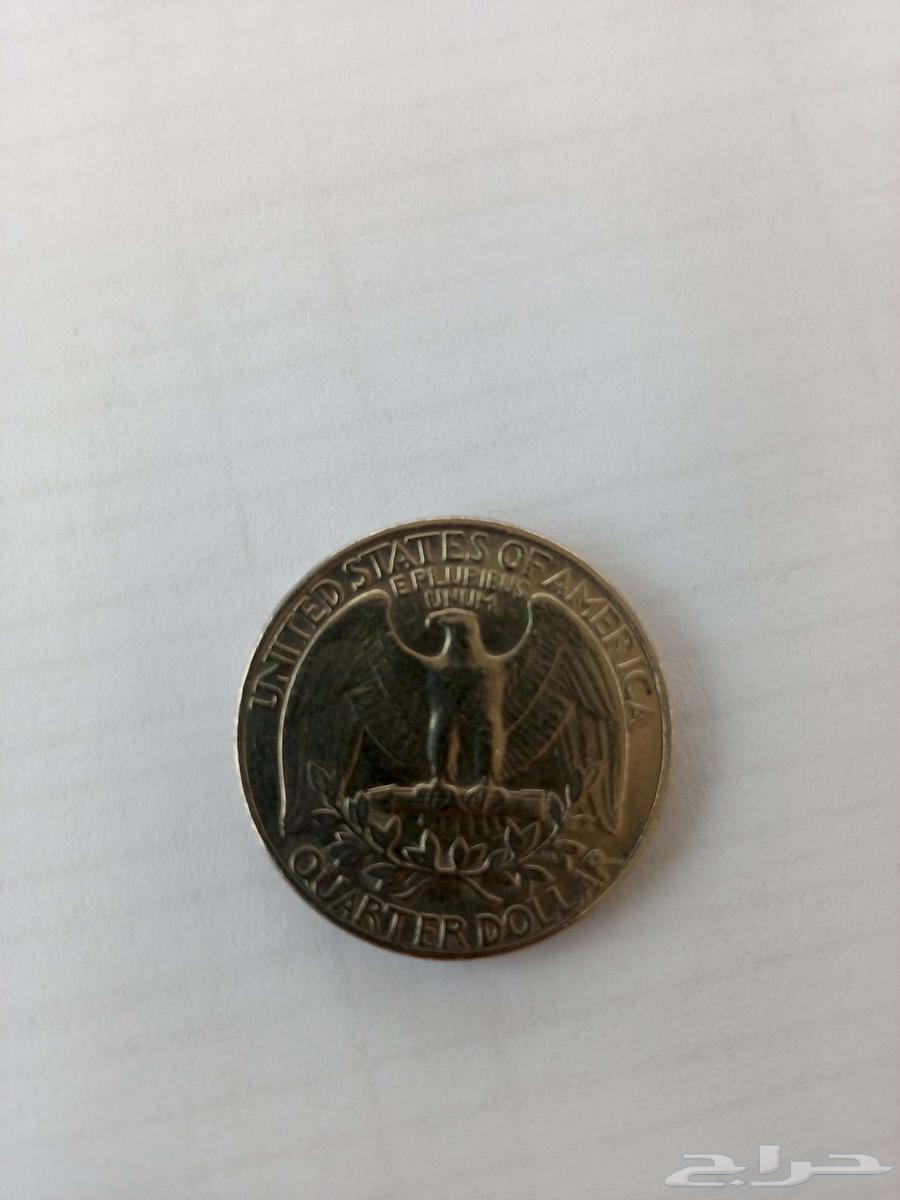 UNITED STATES OF AMERICA
E PLURIBUS
UNUM
QUARTER DOLLAR
حراج